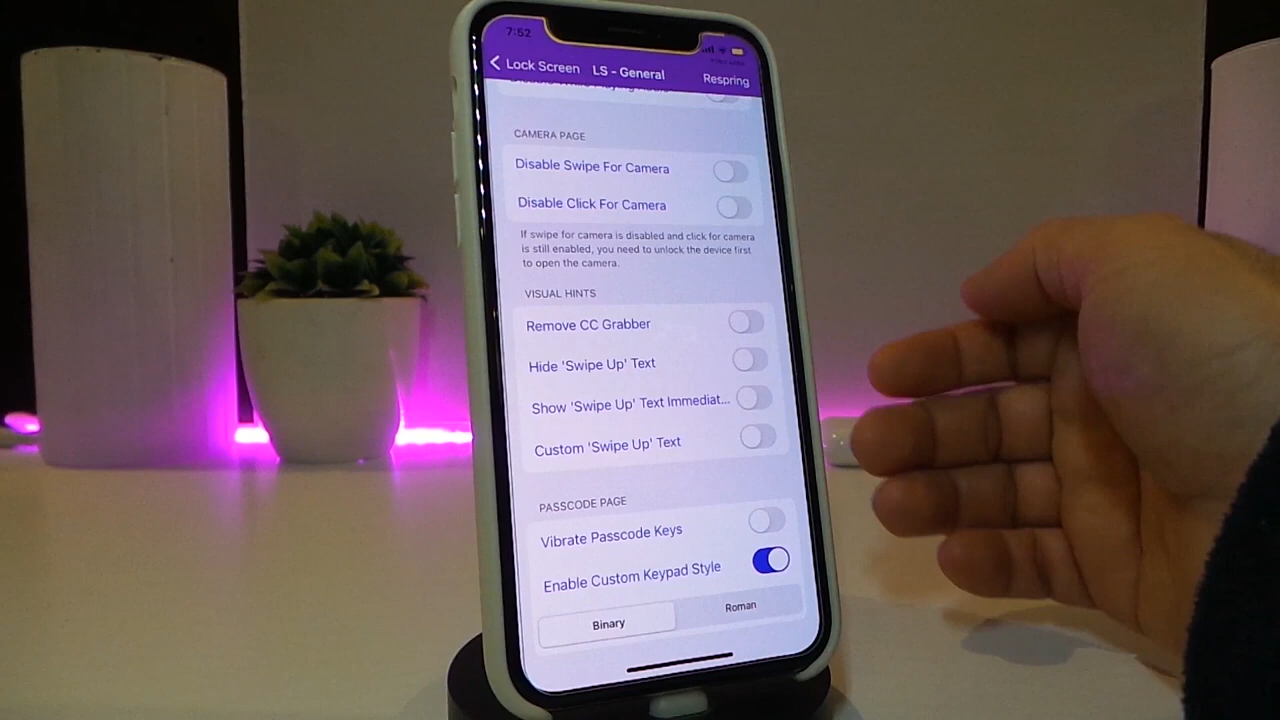 7:52
Lock Screen
LS - General
Respring
CAMERA PAGE
Disable Swipe For Camera
Disable Click For Camera
If swipe for camera is disabled and click for camera
is still enabled, you need to unlock the device first
to open the camera.
VISUAL HINTS
Remove CC Grabber
Hide 'Swipe Up' Text
Show 'Swipe Up' Text Immediat...
Custom 'Swipe Up' Text
PASSCODE PAGE
Vibrate Passcode Keys
Enable Custom Keypad Style
Binary
Roman